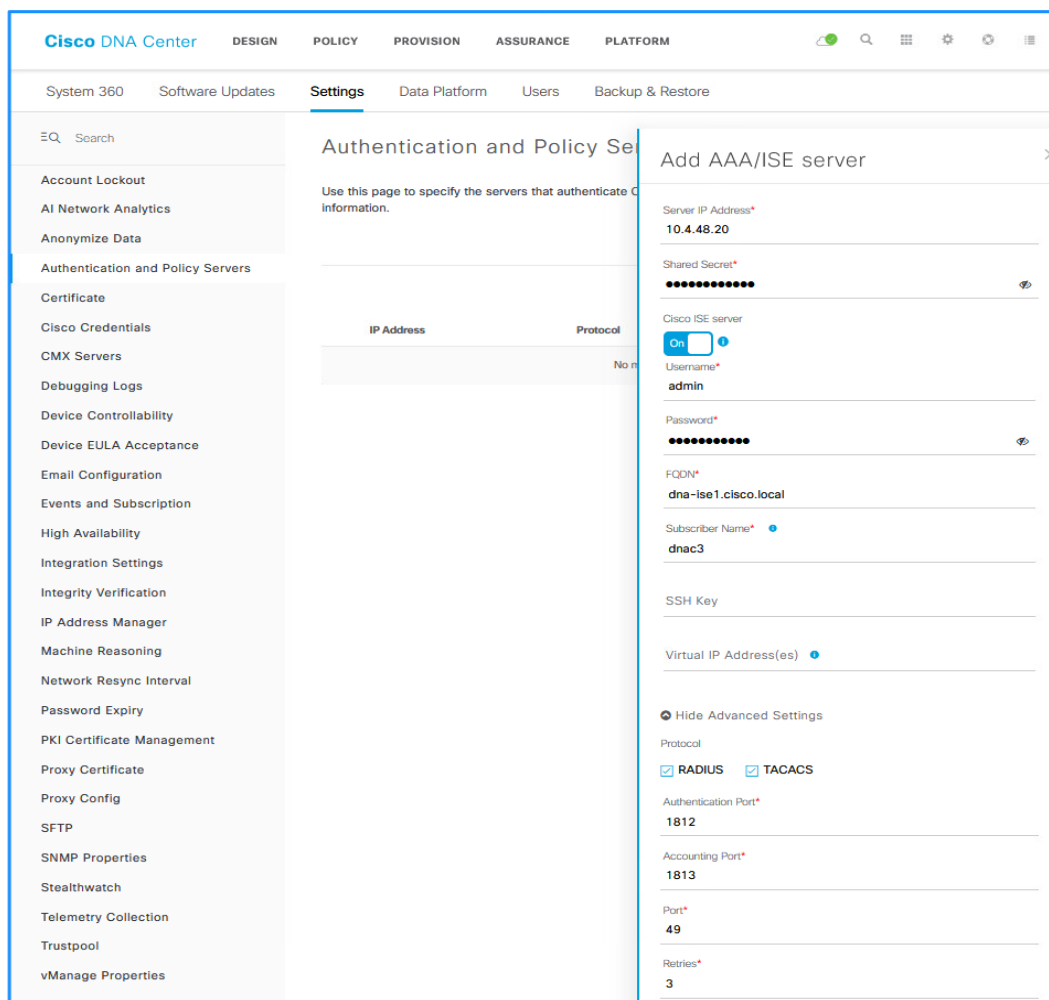 Cisco DNA Center DESIGN POLICY PROVISION ASSURANCE PLATFORM
System 360 Software Updates Settings Data Platform Users Backup & Restore
Search
Account Lockout
AI Network Analytics
Anonymize Data
Authentication and Policy Servers
Certificate
Cisco Credentials
CMX Servers
Debugging Logs
Device Controllability
Device EULA Acceptance
Email Configuration
Events and Subscription
High Availability
Integration Settings
Integrity Verification
IP Address Manager
Machine Reasoning
Network Resync Interval
Password Expiry
PKI Certificate Management
Proxy Certificate
Proxy Config
SFTP
SNMP Properties
Stealthwatch
Telemetry Collection
Trustpool
vManage Properties
Authentication and Policy Se
Use this page to specify the servers that authenticate C
information.
IP Address Protocol
No m
Add AAA/ISE server
Server IP Address*
10.4.48.20
Shared Secret*
••••••••••••
Cisco ISE server
On
Username*
admin
Password*
•••••••••••
FQDN*
dna-ise1.cisco.local
Subscriber Name*
dnac3
SSH Key
Virtual IP Address(es)
Hide Advanced Settings
Protocol
RADIUS TACACS
Authentication Port*
1812
Accounting Port*
1813
Port*
49
Retries*
3